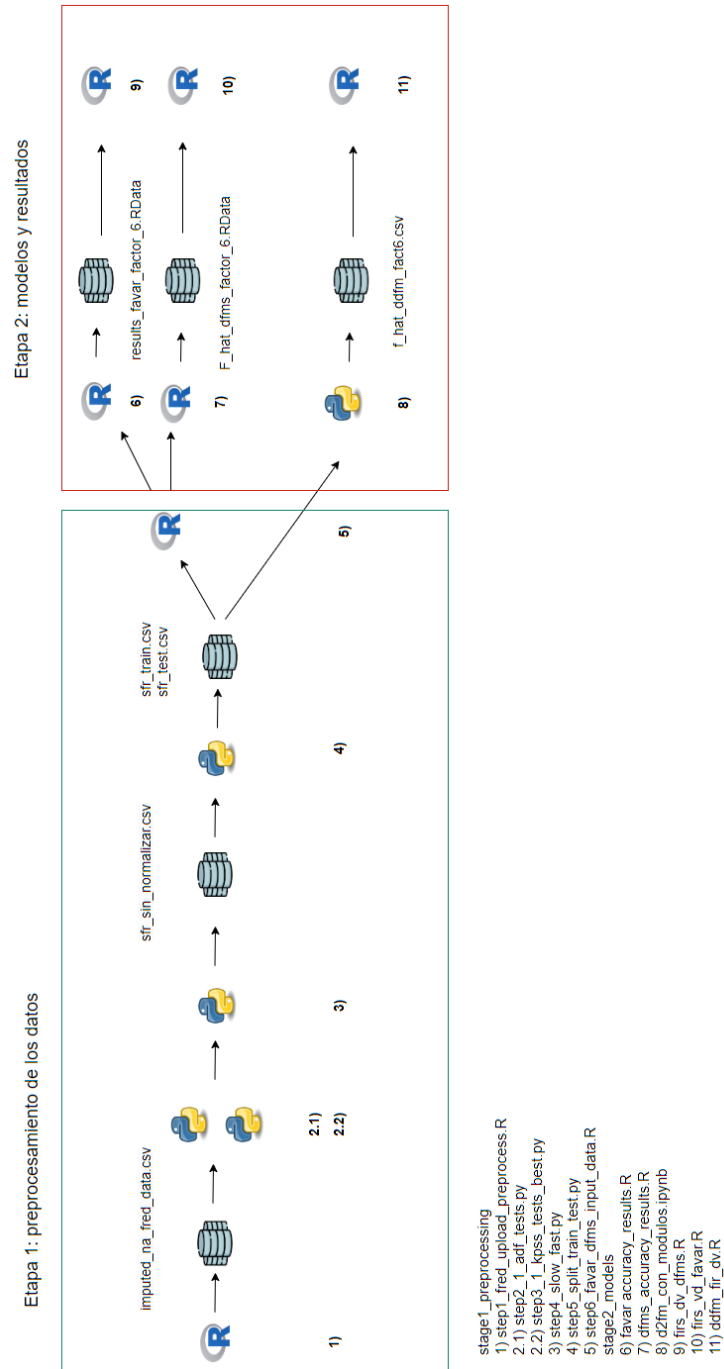 Etapa 1: preprocesamiento de los datos
Etapa 2: modelos y resultados
imputed_na_fred_data.csv
sfr_sin_normalizar.csv
sfr_train.csv
sfr_test.csv
results_favar_factor_6.RData
F_hat_dfms_factor_6.RData
f_hat_ddfm_fact6.csv
R
R
R
R
R
R
R
1)
2.1)
2.2)
3)
4)
5)
6)
7)
8)
9)
10)
11)
stage1_preprocessing
1) step1_fred_upload_preprocess.R
2.1) step2_1_adf_tests.py
2.2) step3_1_kpss_tests_best.py
3) step4_slow_fast.py
4) step5_split_train_test.py
5) step6_favar_dfms_input_data.R
stage2_models
6) favar accuracy_results.R
7) dfms_accuracy_results.R
8) d2fm_con_modulos.ipynb
9) firs_dv_dfms.R
10) firs_vd_favar.R
11) ddfm_fir_dv.R